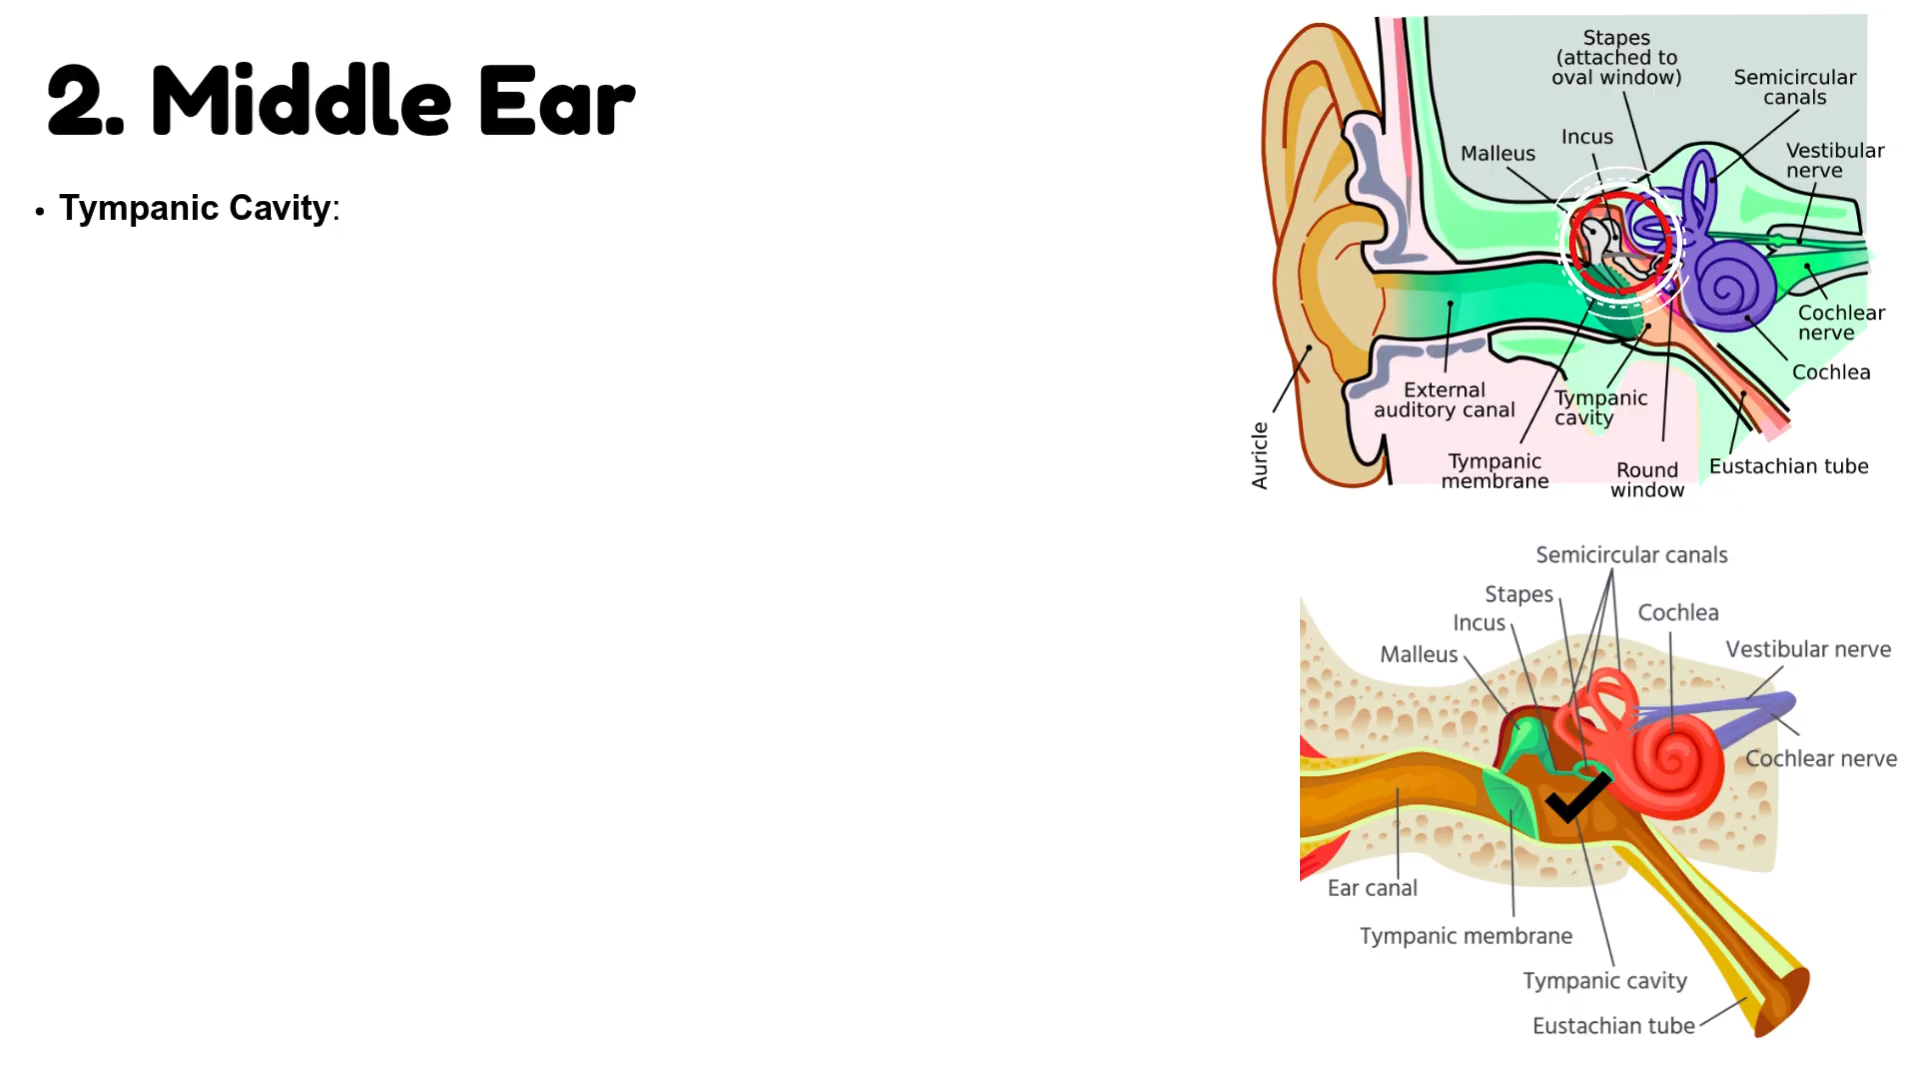 2. Middle Ear
• Tympanic Cavity:
Stapes
(attached to
oval window)
Semicircular
canals
Incus
Malleus
Vestibular
nerve
Cochlear
nerve
Cochlea
External
auditory canal
Tympanic
cavity
Auricle
Tympanic
membrane
Round
window
Eustachian tube
Semicircular canals
Stapes
Cochlea
Incus
Vestibular nerve
Malleus
Cochlear nerve
Ear canal
Tympanic membrane
Tympanic cavity
Eustachian tube